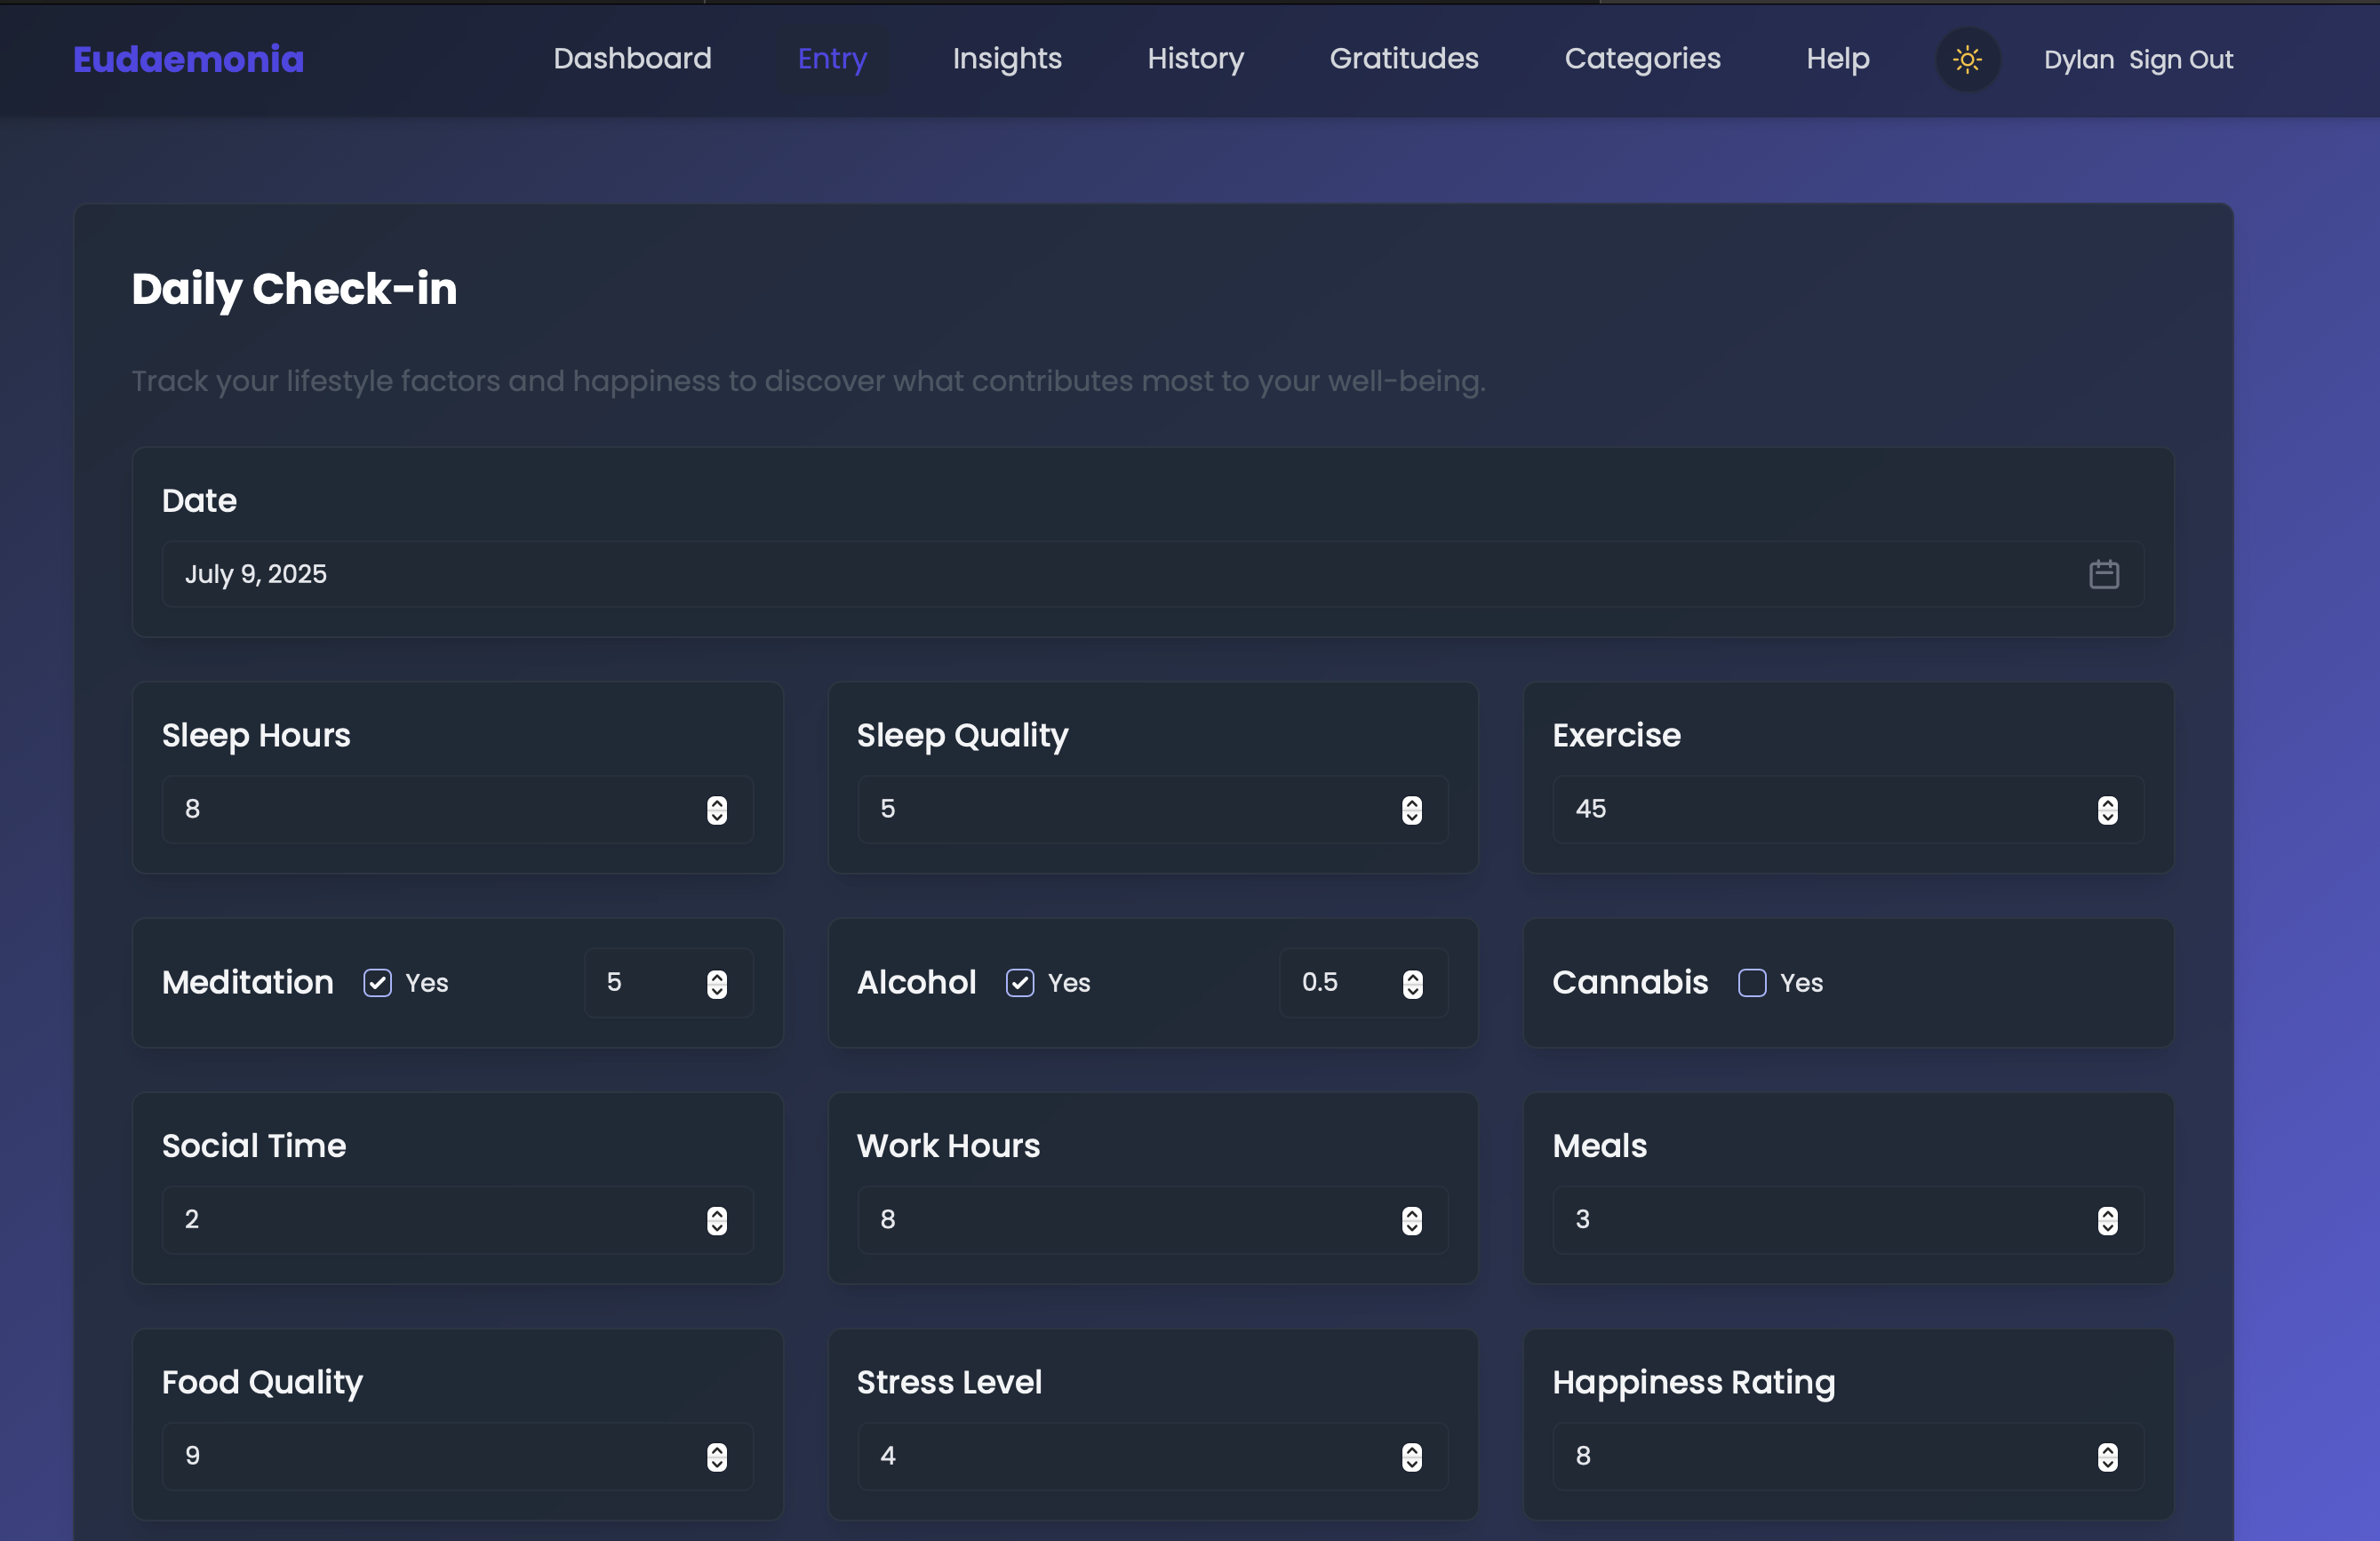 Eudaemonia Dashboard Entry Insights History Gratitudes Categories Help Dylan Sign Out
Daily Check-in
Track your lifestyle factors and happiness to discover what contributes most to your well-being.
Date
July 9, 2025
Sleep Hours Sleep Quality Exercise
8 5 45
Meditation Yes 5 Alcohol Yes 0.5 Cannabis Yes
Social Time Work Hours Meals
2 8 3
Food Quality Stress Level Happiness Rating
9 4 8